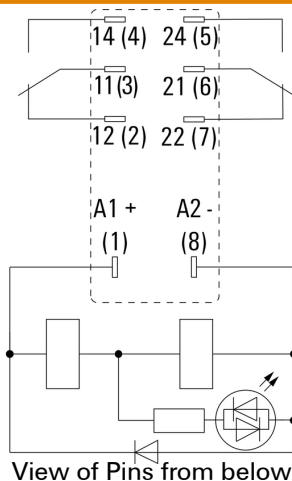 14 (4) 24 (5)
11(3) 21 (6)
12 (2) 22 (7)
A1 + A2 -
(1) (8)
View of Pins from below